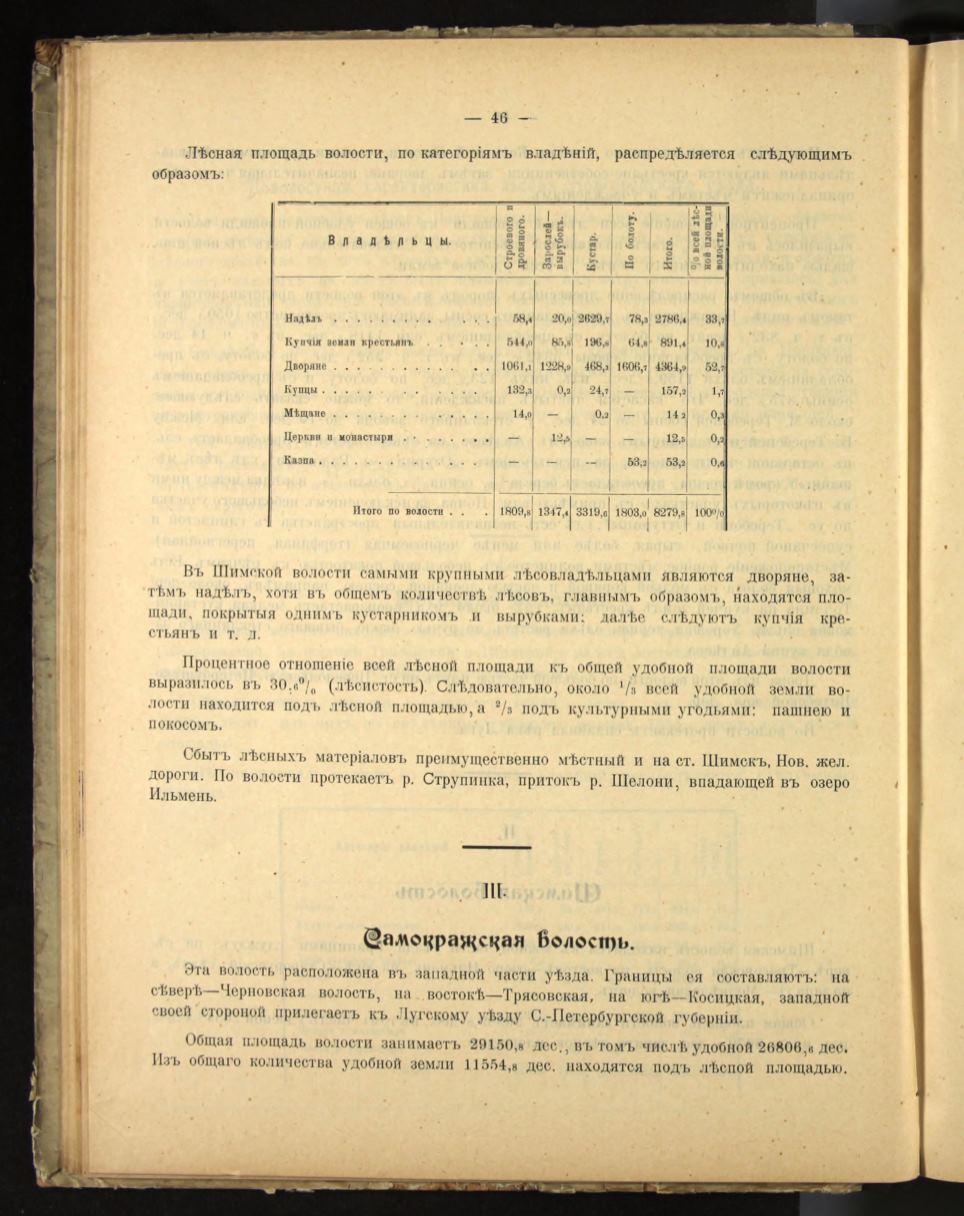 — 46 —
Лѣсная площадь волости, по категоріямъ владѣній, распредѣляется слѣдующимъ
образомъ:
Владѣльцы. Строевого и дровяного. Зарослей—вырубокъ. Кустар. По болоту. Итого. % о всей лѣсной площади волости.
Надѣлъ . . . . . . . . . . . . 58,4 20,0 2629,7 78,3 2786,4 33,7
Купчія земли крестьянъ . . . . . 544,0 85,8 196,8 64,8 891,4 10,8
Дворяне . . . . . . . . . . . . 1061,1 1228,9 468,2 1606,7 4364,9 52,7
Купцы . . . . . . . . . . . . . 132,3 0,2 24,7 — 157,2 1,7
Мѣщане . . . . . . . . . . . . 14,0 — 0,2 — 14 2 0,3
Церкви и монастыри . . . . . . . — 12,5 — — 12,5 0,2
Казна . . . . . . . . . . . . . — — — 53,2 53,2 0,6
Итого по волости . . . 1809,8 1347,4 3319,6 1803,0 8279,8 100%
Въ Шимской волости самыми крупными лѣсовладѣльцами являются дворяне, за-
тѣмъ надѣлъ, хотя въ общемъ количествѣ лѣсовъ, главнымъ образомъ, находятся пло-
щади, покрытыя однимъ кустарникомъ и вырубками; далѣе слѣдуютъ купчія кре-
стьянъ и т. д.
Процентное отношеніе всей лѣсной площади къ общей удобной площади волости
выразилось въ 30,6% (лѣсистость). Слѣдовательно, около 1/3 всей удобной земли во-
лости находится подъ лѣсной площадью, а 2/3 подъ культурными угодьями: пашнею и
покосомъ.
Сбытъ лѣсныхъ матеріаловъ преимущественно мѣстный и на ст. Шимскъ, Нов. жел.
дороги. По волости протекаетъ р. Струпинка, притокъ р. Шелони, впадающей въ озеро
Ильмень.
III.
Самокражская Волость.
Эта волость расположена въ западной части уѣзда. Границы ея составляютъ: на
сѣверѣ—Черновская волость, на востокѣ—Трясовская, на югѣ—Косицкая, западной
своей стороной прилегаетъ къ Лугскому уѣзду С.-Петербургской губерніи.
Общая площадь волости занимаетъ 29150,8 дес., въ томъ числѣ удобной 26806,6 дес.
Изъ общаго количества удобной земли 11554,8 дес. находятся подъ лѣсной площадью.